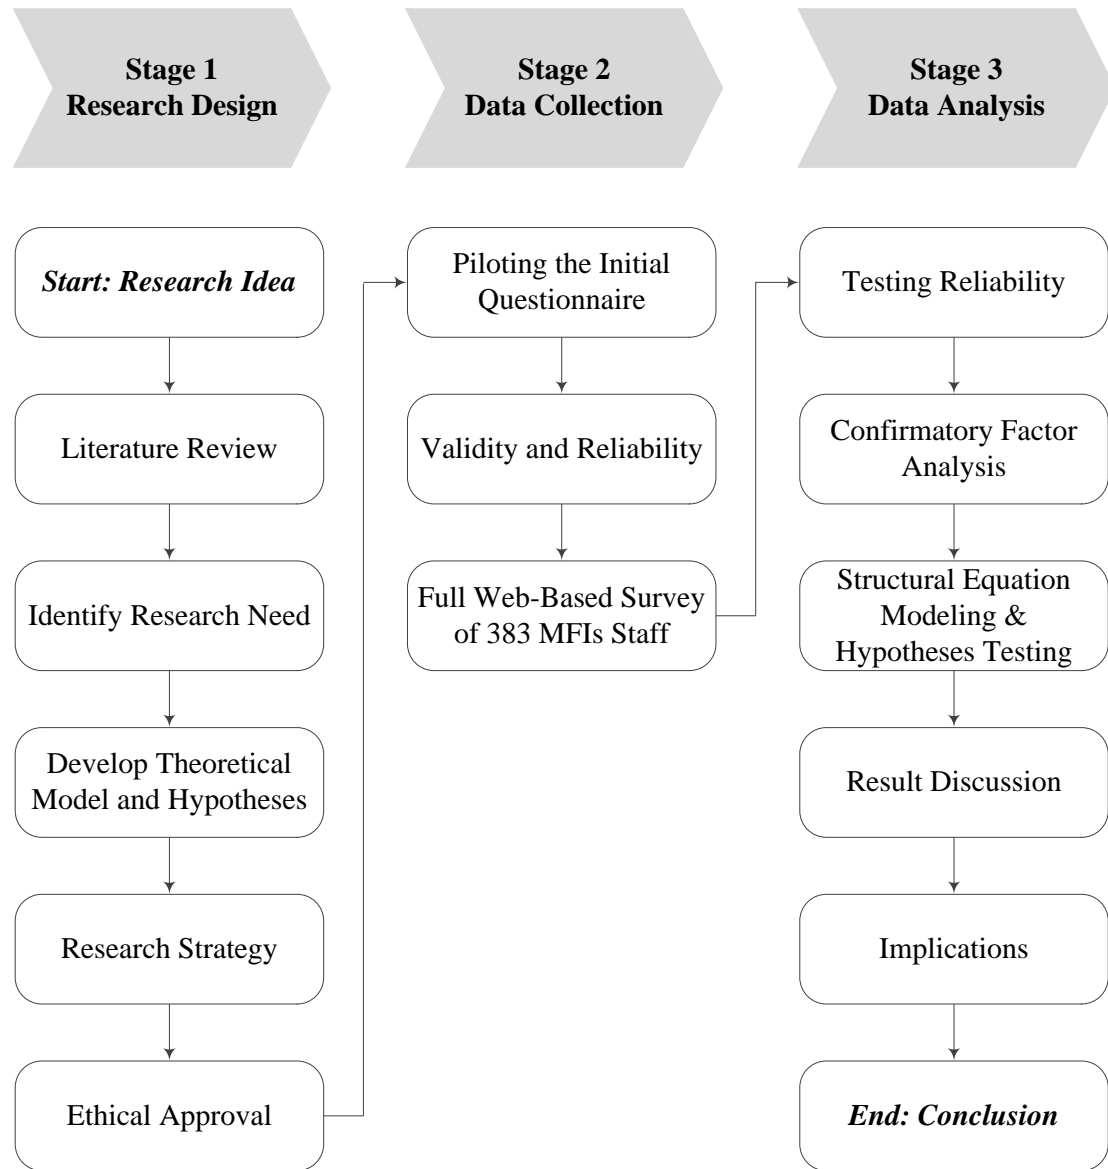 Stage 1
Research Design
Stage 2
Data Collection
Stage 3
Data Analysis
Start: Research Idea
Literature Review
Identify Research Need
Develop Theoretical
Model and Hypotheses
Research Strategy
Ethical Approval
Piloting the Initial
Questionnaire
Validity and Reliability
Full Web-Based Survey
of 383 MFIs Staff
Testing Reliability
Confirmatory Factor
Analysis
Structural Equation
Modeling &
Hypotheses Testing
Result Discussion
Implications
End: Conclusion